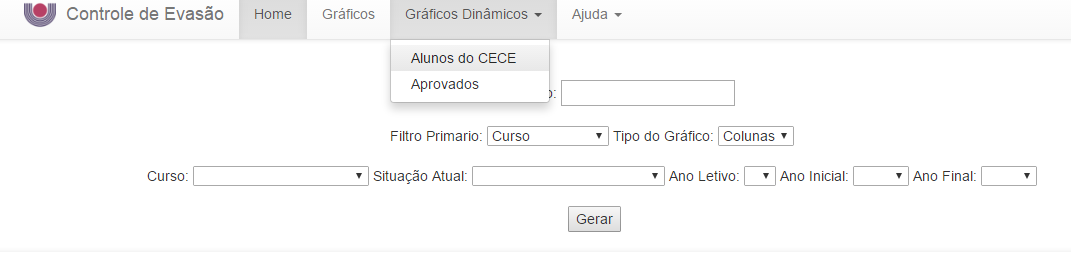 Controle de Evasão Home Gráficos Gráficos Dinâmicos Ajuda
Alunos do CECE
Aprovados
o:
Filtro Primario: Curso Tipo do Gráfico: Colunas
Curso: Situação Atual: Ano Letivo: Ano Inicial: Ano Final:
Gerar